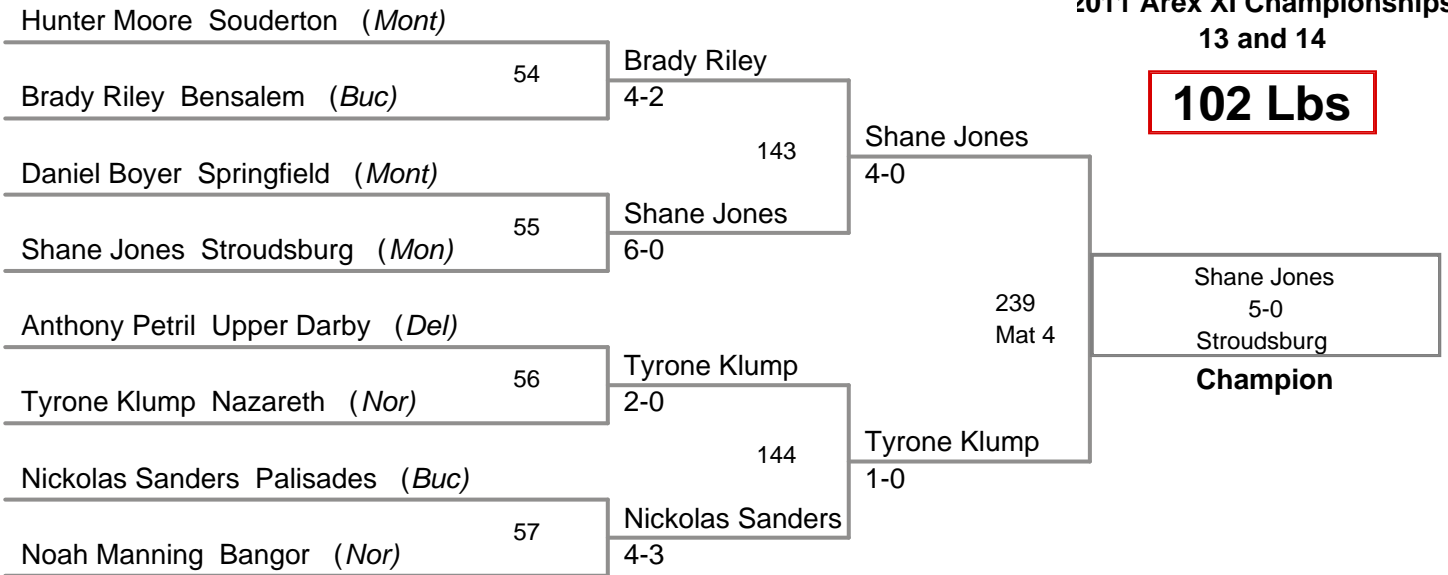 2011 Arex XI Championships
13 and 14
102 Lbs
Hunter Moore Souderton (Mont)
54
Brady Riley Bensalem (Buc)
Brady Riley
4-2
143
Daniel Boyer Springfield (Mont)
55
Shane Jones Stroudsburg (Mon)
Shane Jones
6-0
Shane Jones
4-0
Anthony Petril Upper Darby (Del)
56
Tyrone Klump Nazareth (Nor)
Tyrone Klump
2-0
144
Nickolas Sanders Palisades (Buc)
57
Noah Manning Bangor (Nor)
Nickolas Sanders
4-3
Tyrone Klump
1-0
239
Mat 4
Shane Jones
5-0
Stroudsburg
Champion